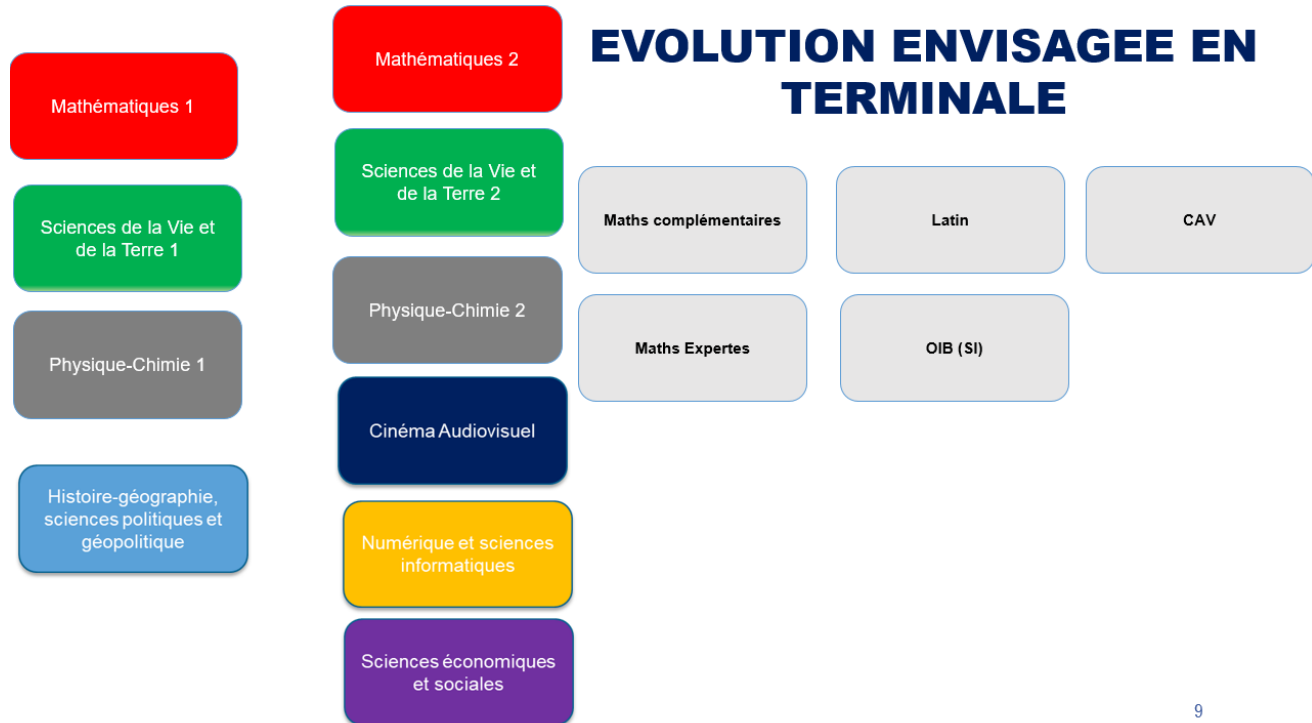 EVOLUTION ENVISAGEE EN
TERMINALE
Mathématiques 1
Sciences de la Vie et
de la Terre 1
Physique-Chimie 1
Histoire-géographie,
sciences politiques et
géopolitique
Mathématiques 2
Sciences de la Vie et
de la Terre 2
Physique-Chimie 2
Cinéma Audiovisuel
Numérique et sciences
informatiques
Sciences économiques
et sociales
Maths complémentaires
Latin
CAV
Maths Expertes
OIB (SI)
9